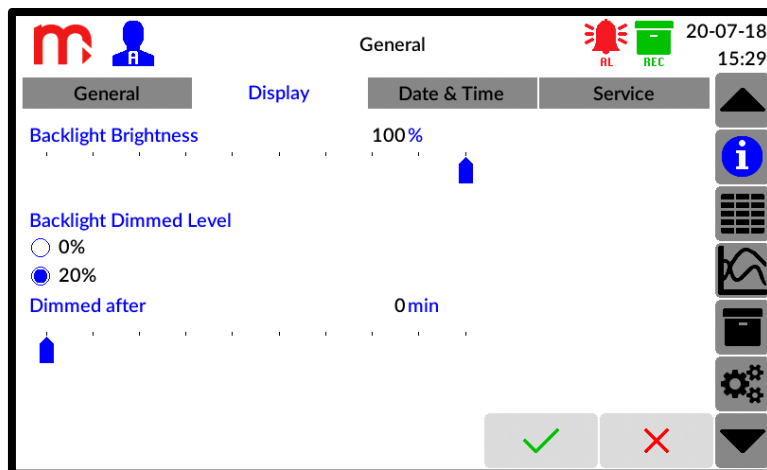 m A General AL REC 20-07-18
15:29
General Display Date & Time Service
Backlight Brightness 100%
i
Backlight Dimmed Level
0%
20%
Dimmed after 0min